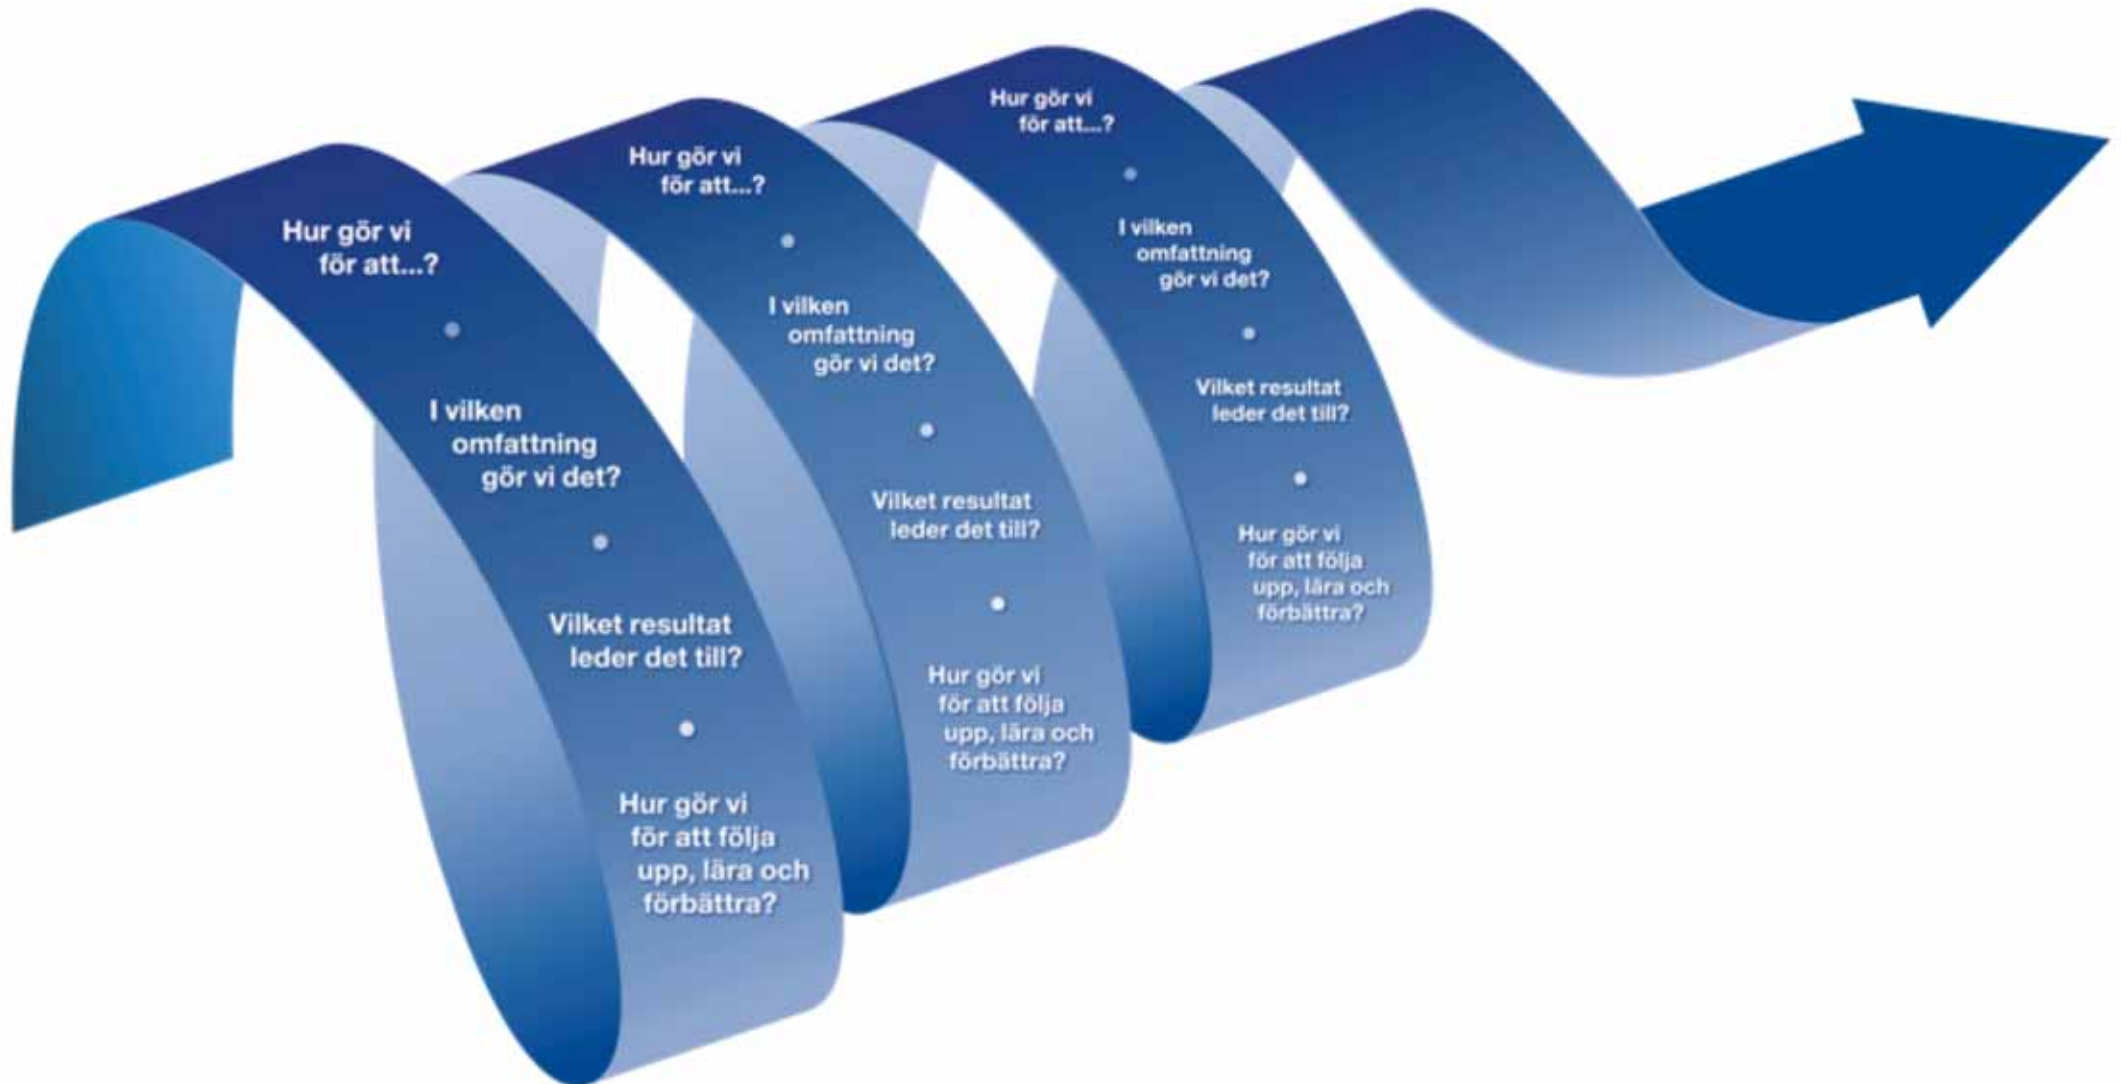 Hur gör vi
för att...?
I vilken
omfattning
gör vi det?
Vilket resultat
leder det till?
Hur gör vi
för att följa
upp, lära och
förbättra?
Hur gör vi
för att...?
I vilken
omfattning
gör vi det?
Vilket resultat
leder det till?
Hur gör vi
för att följa
upp, lära och
förbättra?
Hur gör vi
för att...?
I vilken
omfattning
gör vi det?
Vilket resultat
leder det till?
Hur gör vi
för att följa
upp, lära och
förbättra?